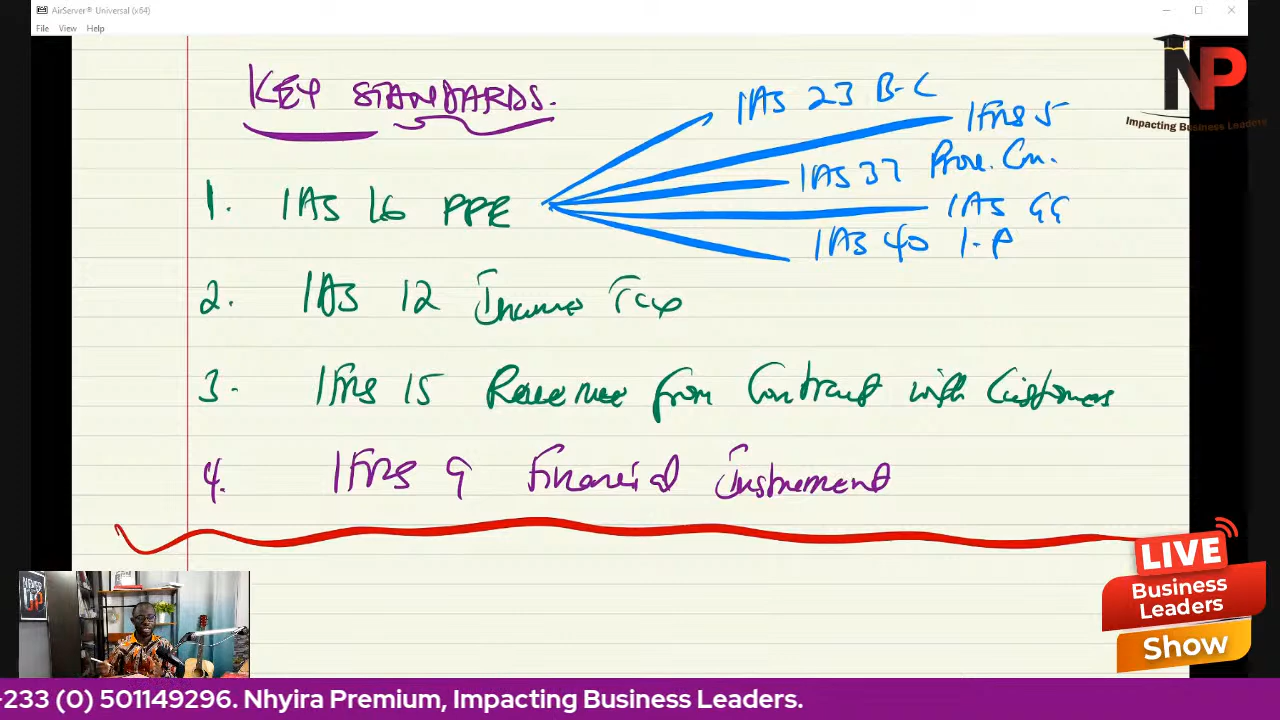 AirServer® Universal (x64)
File View Help
NP
Impacting Business Leaders
KEY STANDARDS.
IAS 23 B-C
IFRS 5
IAS 37 Prov. Con.
1. IAS 16 PPE
IAS 40 I-P
2. IAS 12 Income Tax
3. IFRS 15 Revenue from Contract with Customers
4. IFRS 9 Financial Instrument
LIVE
Business
Leaders
Show
-233 (0) 501149296. Nhyira Premium, Impacting Business Leaders.